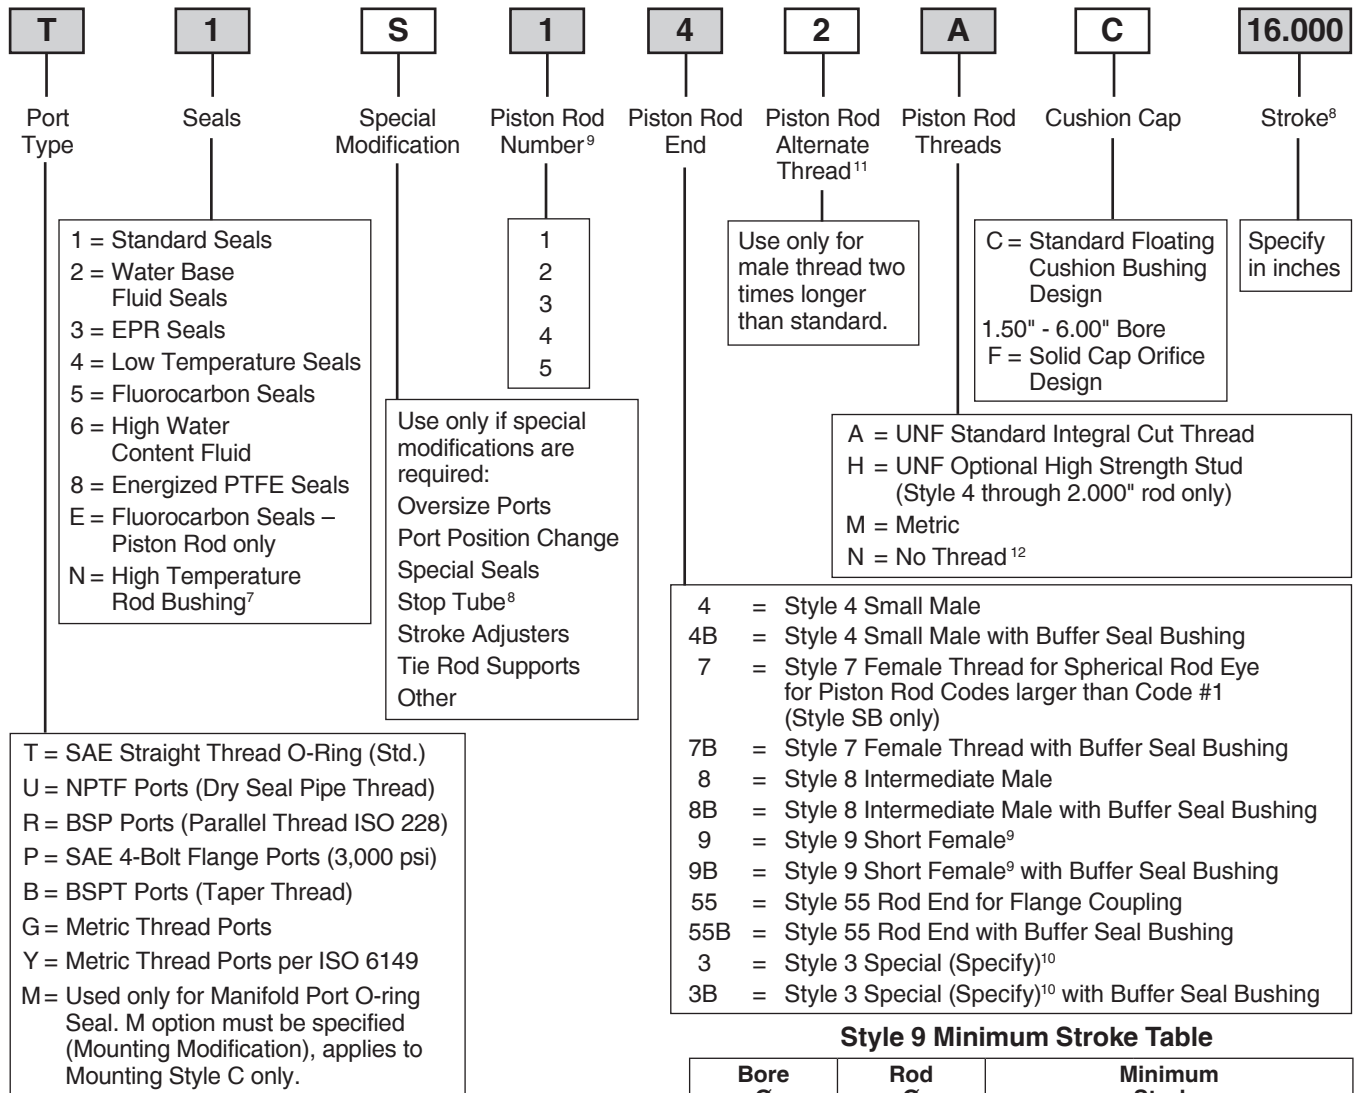 T 1 S 1 4 2 A C 16.000
Port
Type
Seals
Special
Modification
Piston Rod
Number⁹
Piston Rod
End
Piston Rod
Alternate
Thread¹¹
Piston Rod
Threads
Cushion Cap
Stroke⁸
1 = Standard Seals
2 = Water Base
Fluid Seals
3 = EPR Seals
4 = Low Temperature Seals
5 = Fluorocarbon Seals
6 = High Water
Content Fluid
8 = Energized PTFE Seals
E = Fluorocarbon Seals –
Piston Rod only
N = High Temperature
Rod Bushing⁷
1
2
3
4
5
Use only for
male thread two
times longer
than standard.
C = Standard Floating
Cushion Bushing
Design
1.50" - 6.00" Bore
F = Solid Cap Orifice
Design
Specify
in inches
Use only if special
modifications are
required:
Oversize Ports
Port Position Change
Special Seals
Stop Tube⁸
Stroke Adjusters
Tie Rod Supports
Other
A = UNF Standard Integral Cut Thread
H = UNF Optional High Strength Stud
(Style 4 through 2.000" rod only)
M = Metric
N = No Thread¹²
4 = Style 4 Small Male
4B = Style 4 Small Male with Buffer Seal Bushing
7 = Style 7 Female Thread for Spherical Rod Eye
for Piston Rod Codes larger than Code #1
(Style SB only)
7B = Style 7 Female Thread with Buffer Seal Bushing
8 = Style 8 Intermediate Male
8B = Style 8 Intermediate Male with Buffer Seal Bushing
9 = Style 9 Short Female⁹
9B = Style 9 Short Female⁹ with Buffer Seal Bushing
55 = Style 55 Rod End for Flange Coupling
55B = Style 55 Rod End with Buffer Seal Bushing
3 = Style 3 Special (Specify)¹⁰
3B = Style 3 Special (Specify)¹⁰ with Buffer Seal Bushing
T = SAE Straight Thread O-Ring (Std.)
U = NPTF Ports (Dry Seal Pipe Thread)
R = BSP Ports (Parallel Thread ISO 228)
P = SAE 4-Bolt Flange Ports (3,000 psi)
B = BSPT Ports (Taper Thread)
G = Metric Thread Ports
Y = Metric Thread Ports per ISO 6149
M = Used only for Manifold Port O-ring
Seal. M option must be specified
(Mounting Modification), applies to
Mounting Style C only.
Style 9 Minimum Stroke Table
Bore Rod Minimum